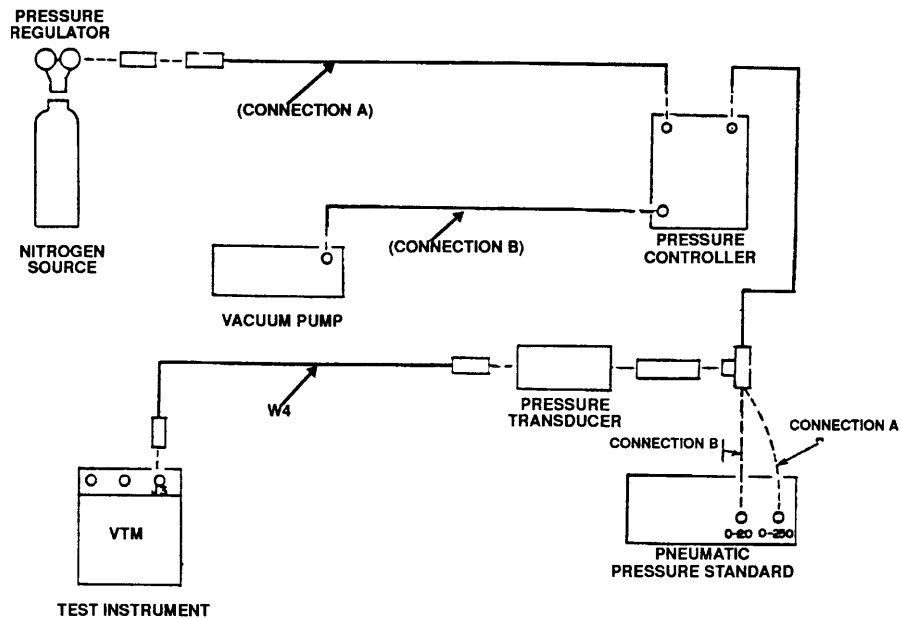 PRESSURE
REGULATOR
(CONNECTION A)
NITROGEN
SOURCE
(CONNECTION B)
PRESSURE
CONTROLLER
VACUUM PUMP
W4
PRESSURE
TRANSDUCER
CONNECTION A
CONNECTION B
J3
VTM
0-20 0-250
PNEUMATIC
PRESSURE STANDARD
TEST INSTRUMENT